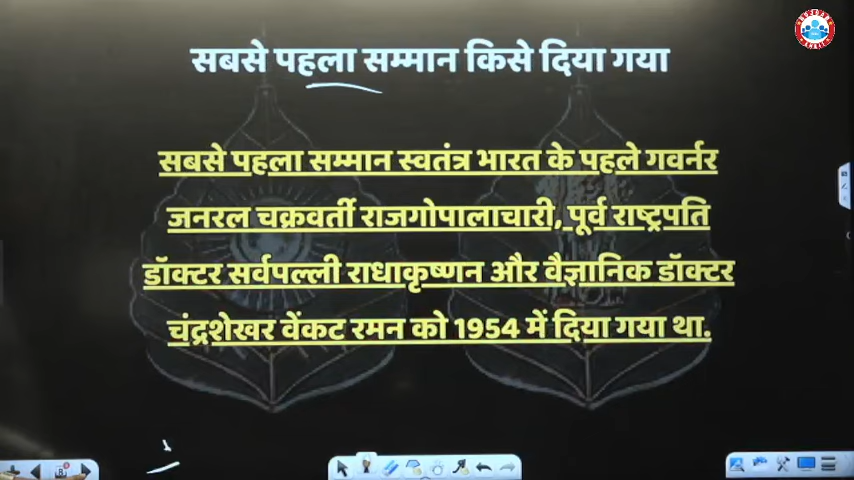 सबसे पहला सम्मान किसे दिया गया
सबसे पहला सम्मान स्वतंत्र भारत के पहले गवर्नर
जनरल चक्रवर्ती राजगोपालाचारी, पूर्व राष्ट्रपति
डॉक्टर सर्वपल्ली राधाकृष्णन और वैज्ञानिक डॉक्टर
चंद्रशेखर वेंकट रमन को 1954 में दिया गया था.